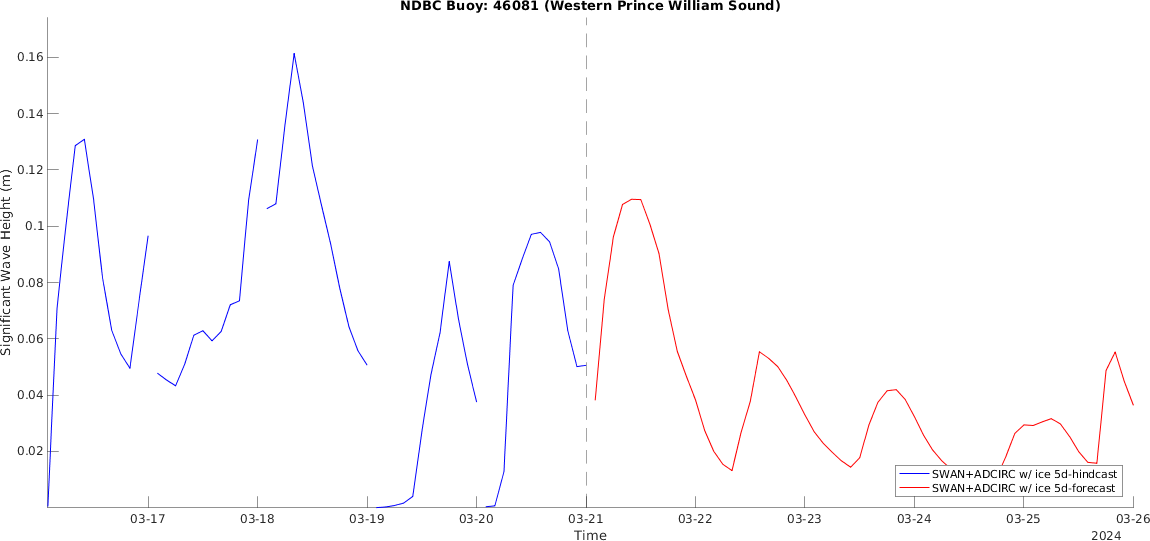 NDBC Buoy: 46081 (Western Prince William Sound)
Significant Wave Height (m)
0.16
0.14
0.12
0.1
0.08
0.06
0.04
0.02
SWAN+ADCIRC w/ ice 5d-hindcast
SWAN+ADCIRC w/ ice 5d-forecast
03-17 03-18 03-19 03-20 03-21 03-22 03-23 03-24 03-25 03-26
Time
2024